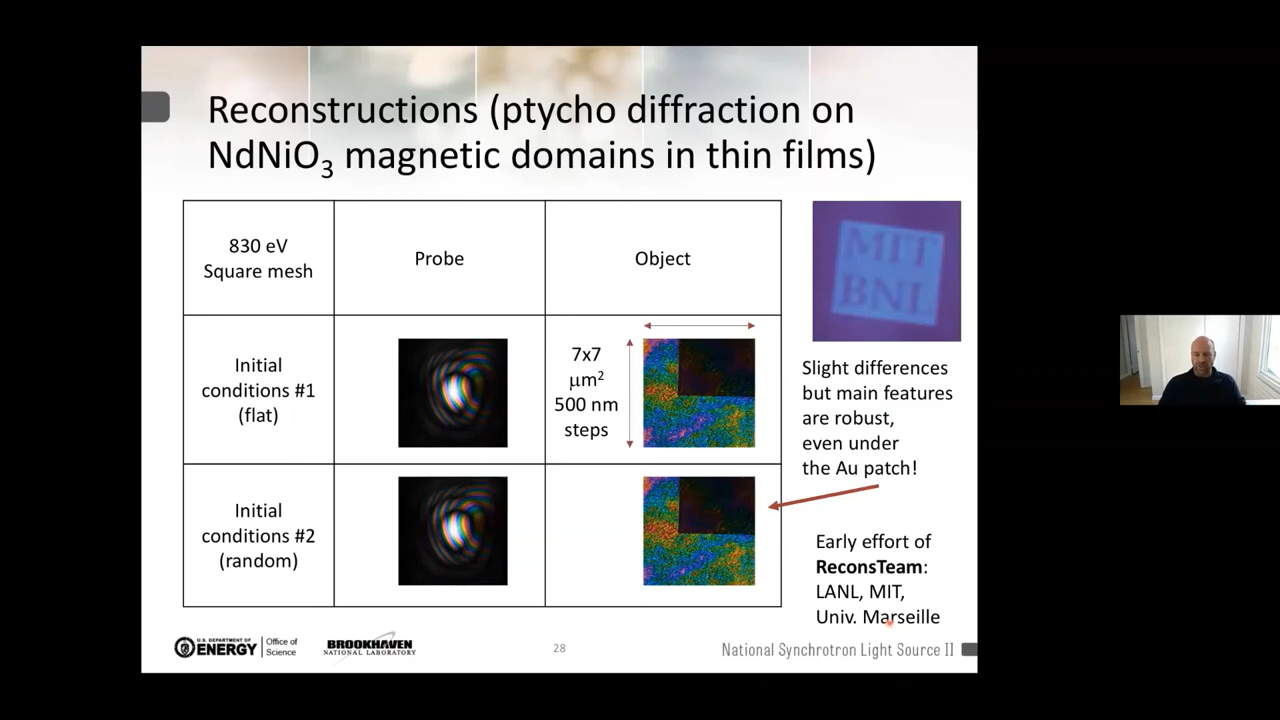 Reconstructions (ptycho diffraction on
NdNiO₃ magnetic domains in thin films)
830 eV
Square mesh
Probe
Object
MIT
BNL
Initial
conditions #1
(flat)
7x7
μm²
500 nm
steps
Slight differences
but main features
are robust,
even under
the Au patch!
Initial
conditions #2
(random)
Early effort of
ReconsTeam:
LANL, MIT,
Univ. Marseille
U.S. DEPARTMENT OF
ENERGY
Office of
Science
BROOKHAVEN
NATIONAL LABORATORY
28
National Synchrotron Light Source II